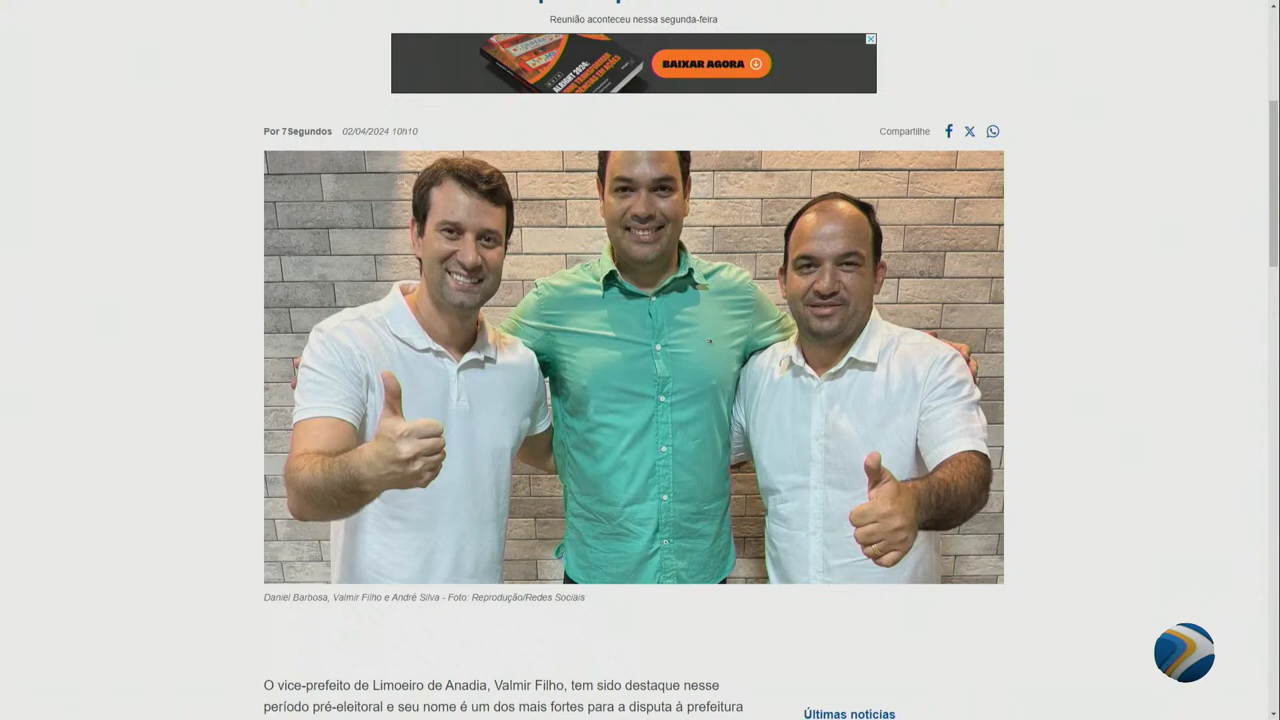 Reunião aconteceu nessa segunda-feira
BAIXAR AGORA
Por 7Segundos 02/04/2024 10h10
Compartilhe
Daniel Barbosa, Valmir Filho e André Silva - Foto: Reprodução/Redes Sociais
O vice-prefeito de Limoeiro de Anadia, Valmir Filho, tem sido destaque nesse
período pré-eleitoral e seu nome é um dos mais fortes para a disputa à prefeitura
Últimas notícias